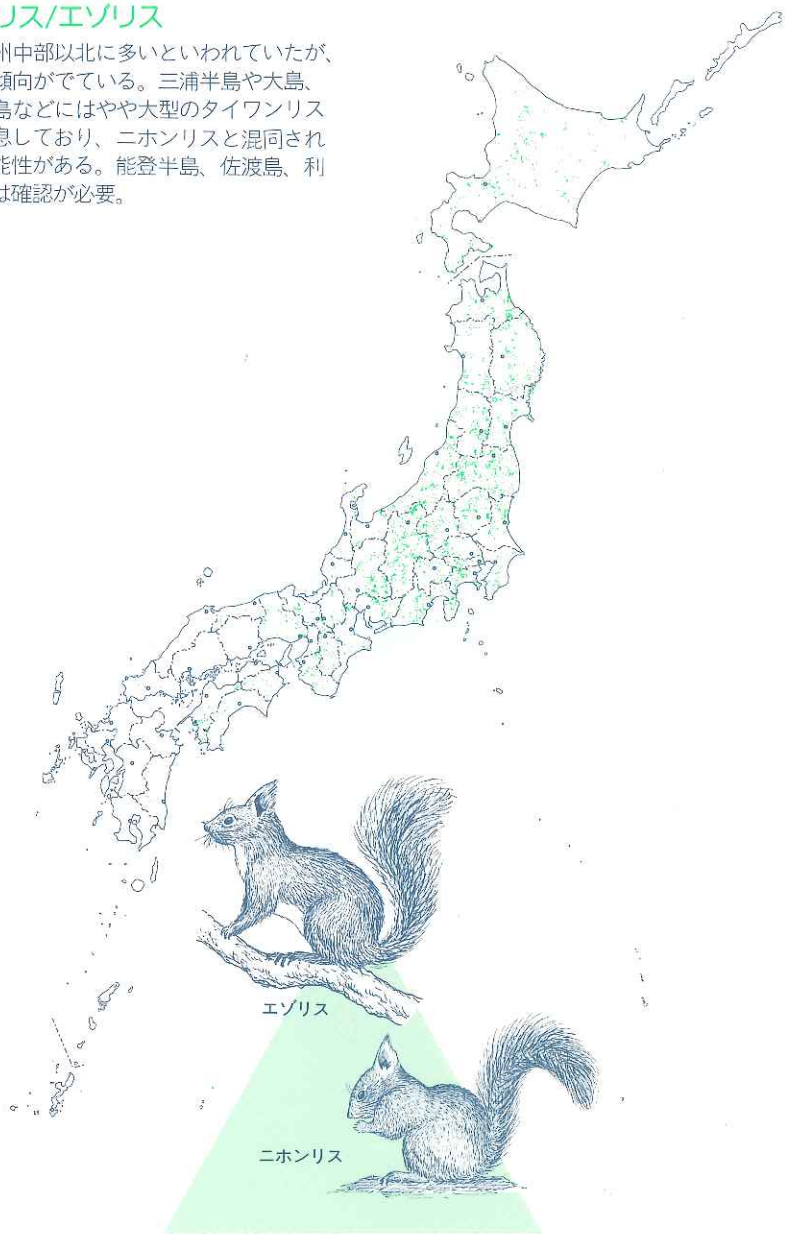 リス/エゾリス
州中部以北に多いといわれていたが、
傾向がでている。三浦半島や大島、
島などにはやや大型のタイワンリス
息しており、ニホンリスと混同され
能性がある。能登半島、佐渡島、利
は確認が必要。
エゾリス
ニホンリス